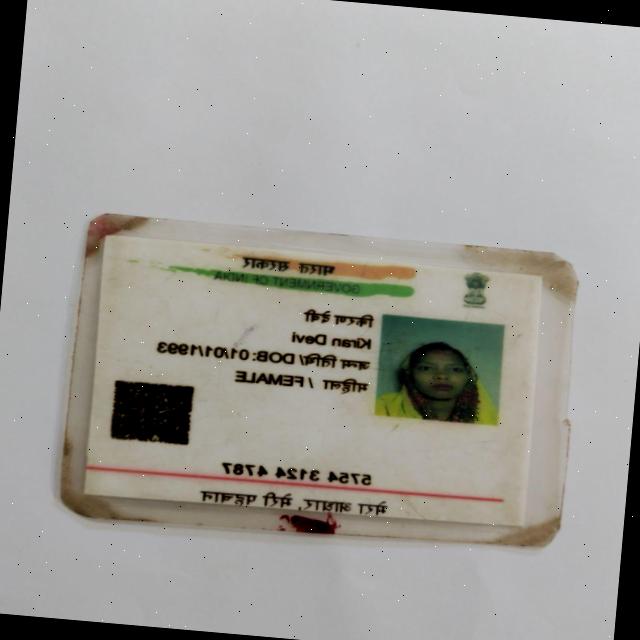 भारत सरकार
GOVERNMENT OF INDIA
किरन देवी
Kiran Devi
जन्म तिथि/ DOB: 01/01/1993
महिला / FEMALE
5754 3124 4787
मेरा आधार, मेरी पहचान